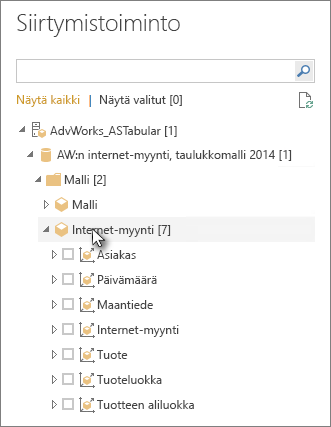 Siirtymistoiminto
Näytä kaikki | Näytä valitut [0]
AdvWorks_ASTabular [1]
AW:n internet-myynti, taulukkomalli 2014 [1]
Malli [2]
Malli
Internet-myynti [7]
Asiakas
Päivämäärä
Maantiede
Internet-myynti
Tuote
Tuoteluokka
Tuotteen aliluokka